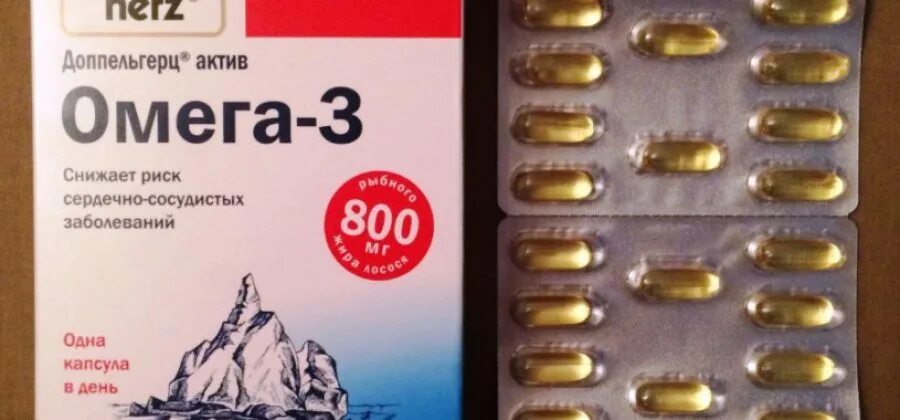 herz®
Доппельгерц® актив
Омега-3
Снижает риск
сердечно-сосудистых
заболеваний
рыбного
800
мг
жира лосося
Одна
капсула
в день